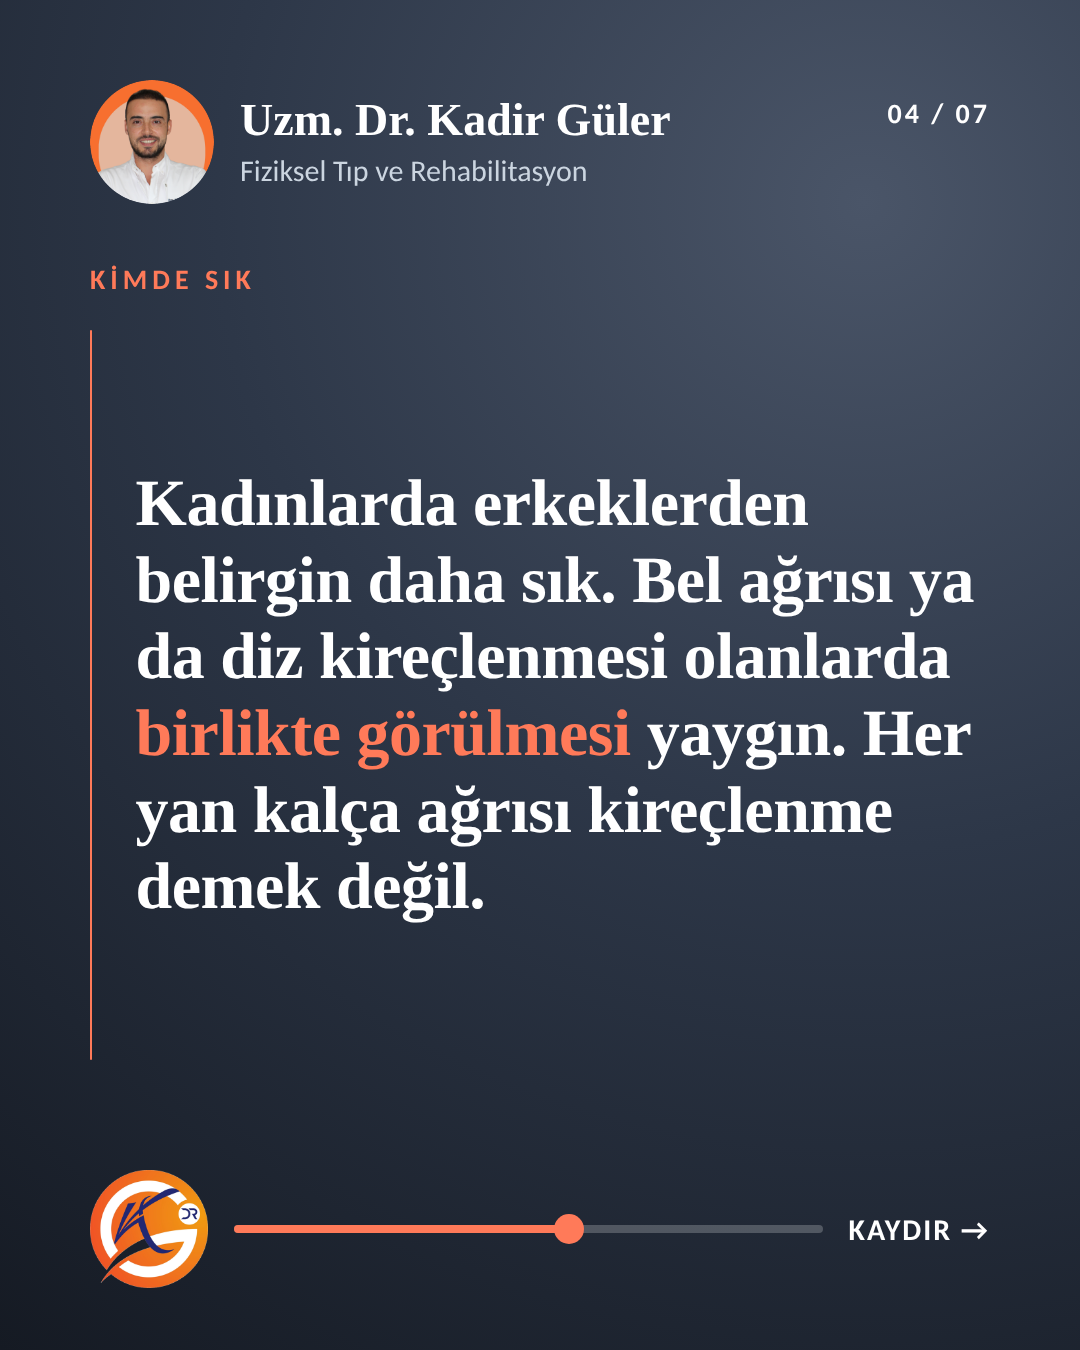 Uzm. Dr. Kadir Güler
04 / 07
Fiziksel Tıp ve Rehabilitasyon
KİMDE SIK
Kadınlarda erkeklerden
belirgin daha sık. Bel ağrısı ya
da diz kireçlenmesi olanlarda
birlikte görülmesi yaygın. Her
yan kalça ağrısı kireçlenme
demek değil.
DR
KAYDIR →